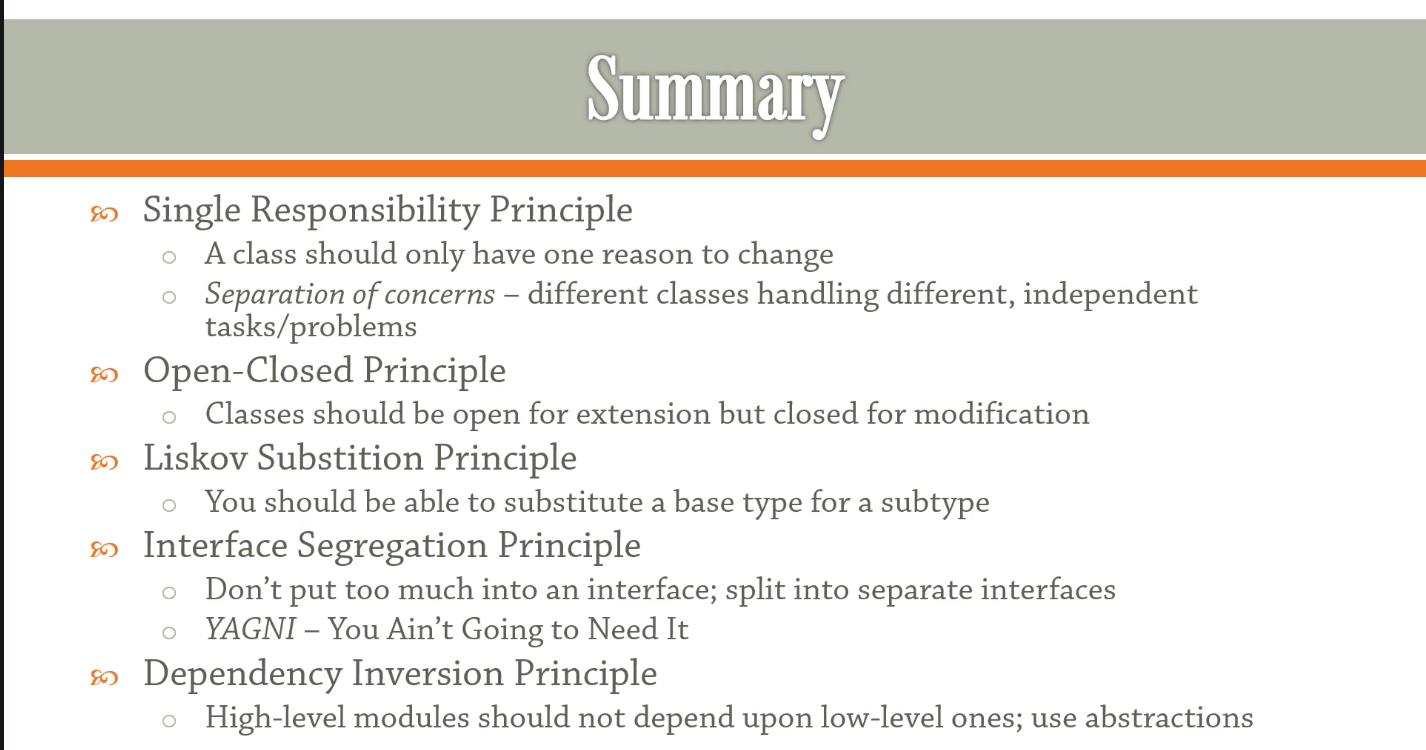 Summary
Single Responsibility Principle
A class should only have one reason to change
Separation of concerns – different classes handling different, independent
tasks/problems
Open-Closed Principle
Classes should be open for extension but closed for modification
Liskov Substition Principle
You should be able to substitute a base type for a subtype
Interface Segregation Principle
Don’t put too much into an interface; split into separate interfaces
YAGNI – You Ain’t Going to Need It
Dependency Inversion Principle
High-level modules should not depend upon low-level ones; use abstractions